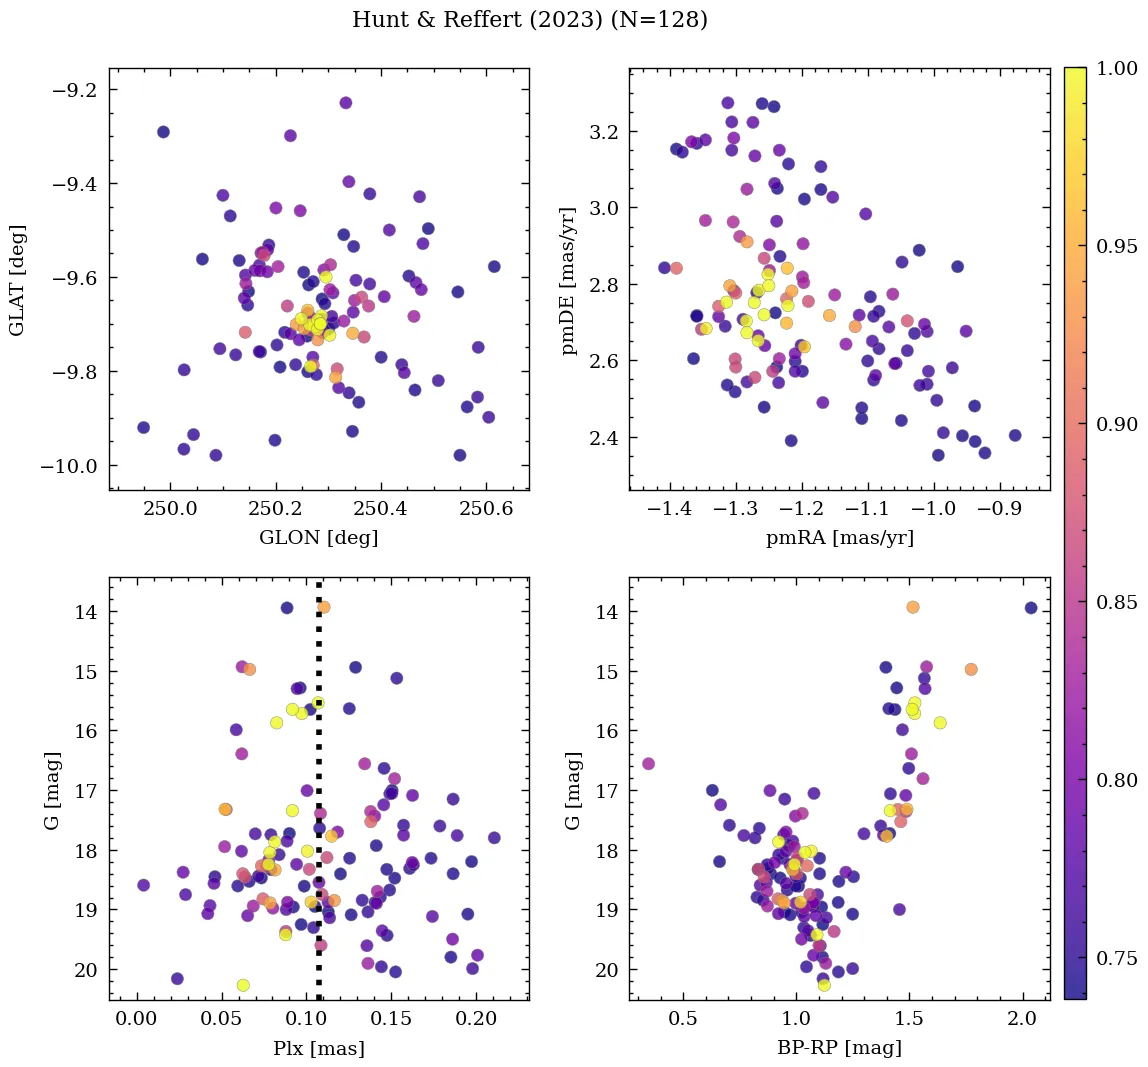 Hunt & Reffert (2023) (N=128)
−9.2
−9.4
−9.6
−9.8
−10.0
GLAT [deg]
250.0 250.2 250.4 250.6
GLON [deg]
3.2
3.0
2.8
2.6
2.4
pmDE [mas/yr]
−1.4 −1.3 −1.2 −1.1 −1.0 −0.9
pmRA [mas/yr]
14
15
16
17
18
19
20
G [mag]
0.00 0.05 0.10 0.15 0.20
Plx [mas]
14
15
16
17
18
19
20
G [mag]
0.5 1.0 1.5 2.0
BP-RP [mag]
1.00
0.95
0.90
0.85
0.80
0.75